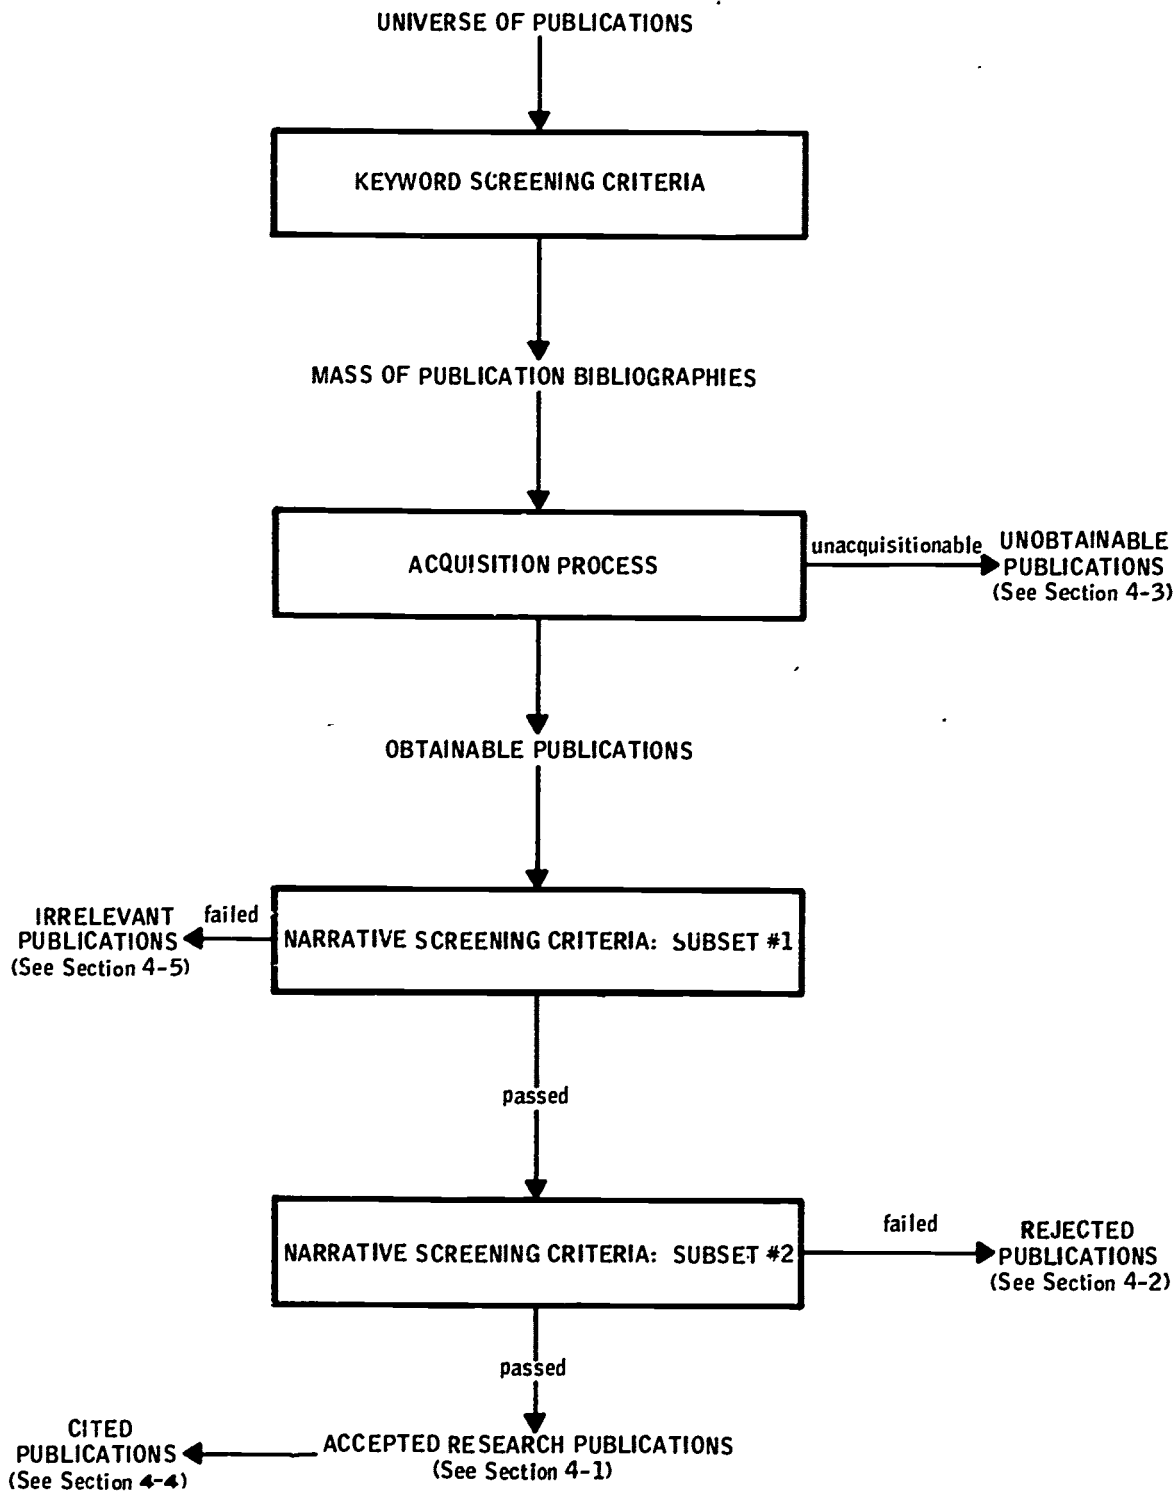 UNIVERSE OF PUBLICATIONS
KEYWORD SCREENING CRITERIA
MASS OF PUBLICATION BIBLIOGRAPHIES
ACQUISITION PROCESS
unacquisitionable
UNOBTAINABLE
PUBLICATIONS
(See Section 4-3)
OBTAINABLE PUBLICATIONS
IRRELEVANT
PUBLICATIONS
(See Section 4-5)
failed
NARRATIVE SCREENING CRITERIA: SUBSET #1
passed
NARRATIVE SCREENING CRITERIA: SUBSET #2
failed
REJECTED
PUBLICATIONS
(See Section 4-2)
passed
CITED
PUBLICATIONS
(See Section 4-4)
ACCEPTED RESEARCH PUBLICATIONS
(See Section 4-1)